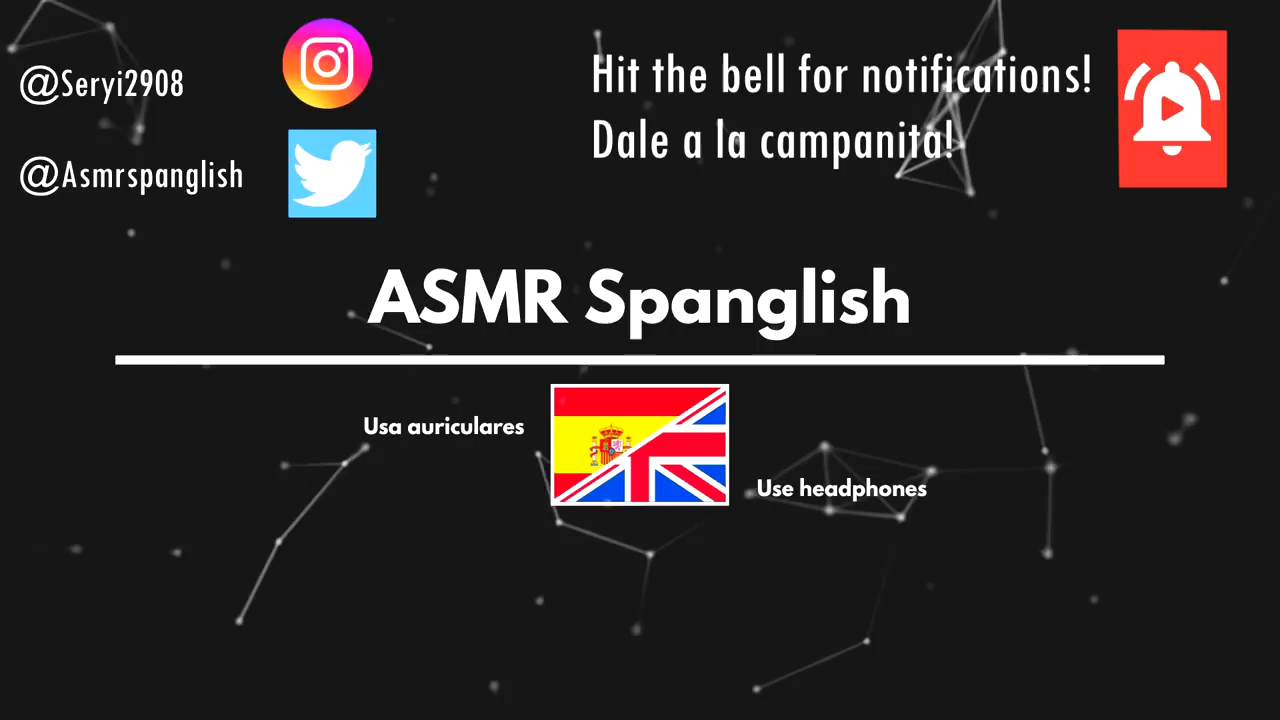 @Seryi2908
@Asmrspanglish
Hit the bell for notifications!
Dale a la campanita!
ASMR Spanglish
Usa auriculares
Use headphones